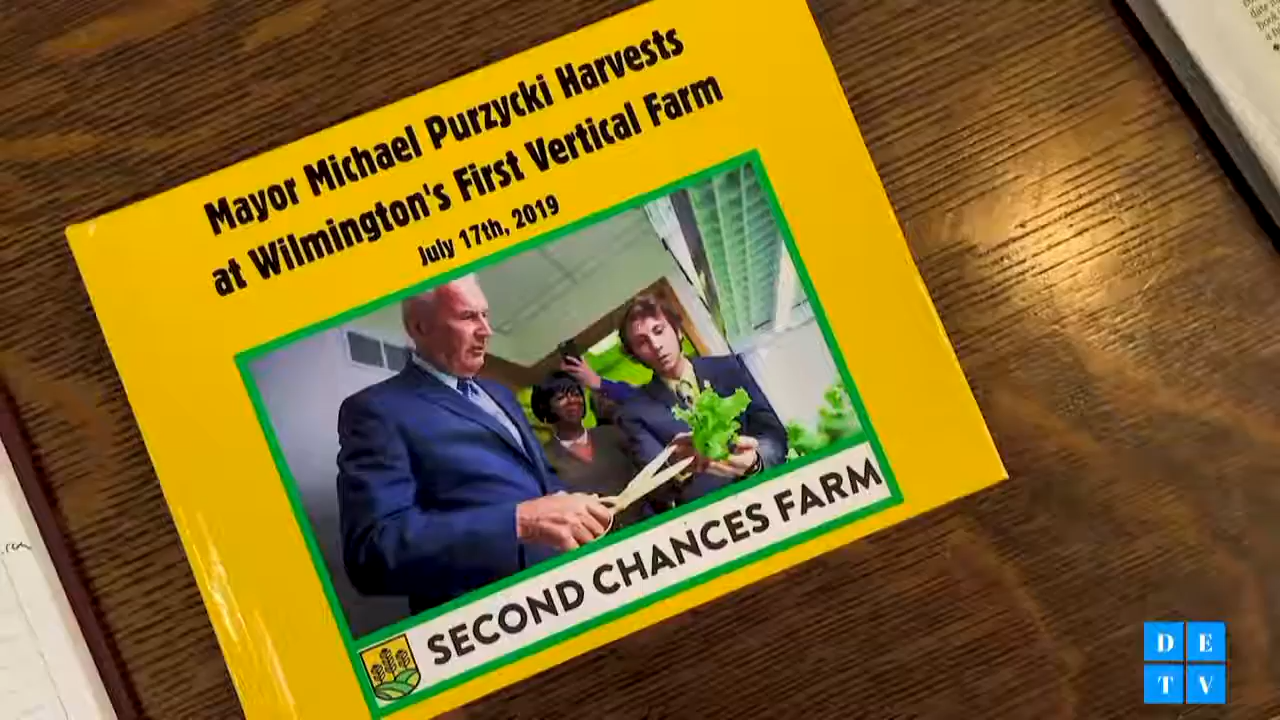 Mayor Michael Purzycki Harvests
at Wilmington's First Vertical Farm
July 17th, 2019
SECOND CHANCES FARM
D E
T V